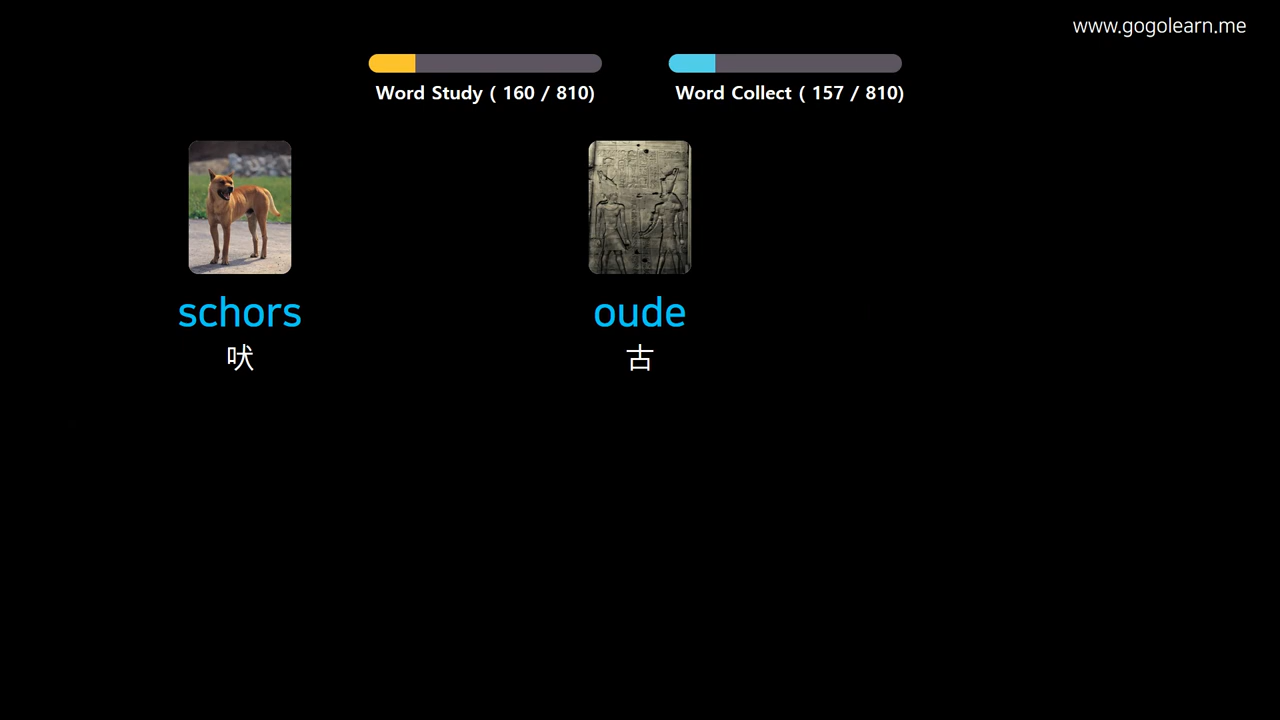 www.gogolearn.me
Word Study ( 160 / 810)
Word Collect ( 157 / 810)
schors
吠
oude
古